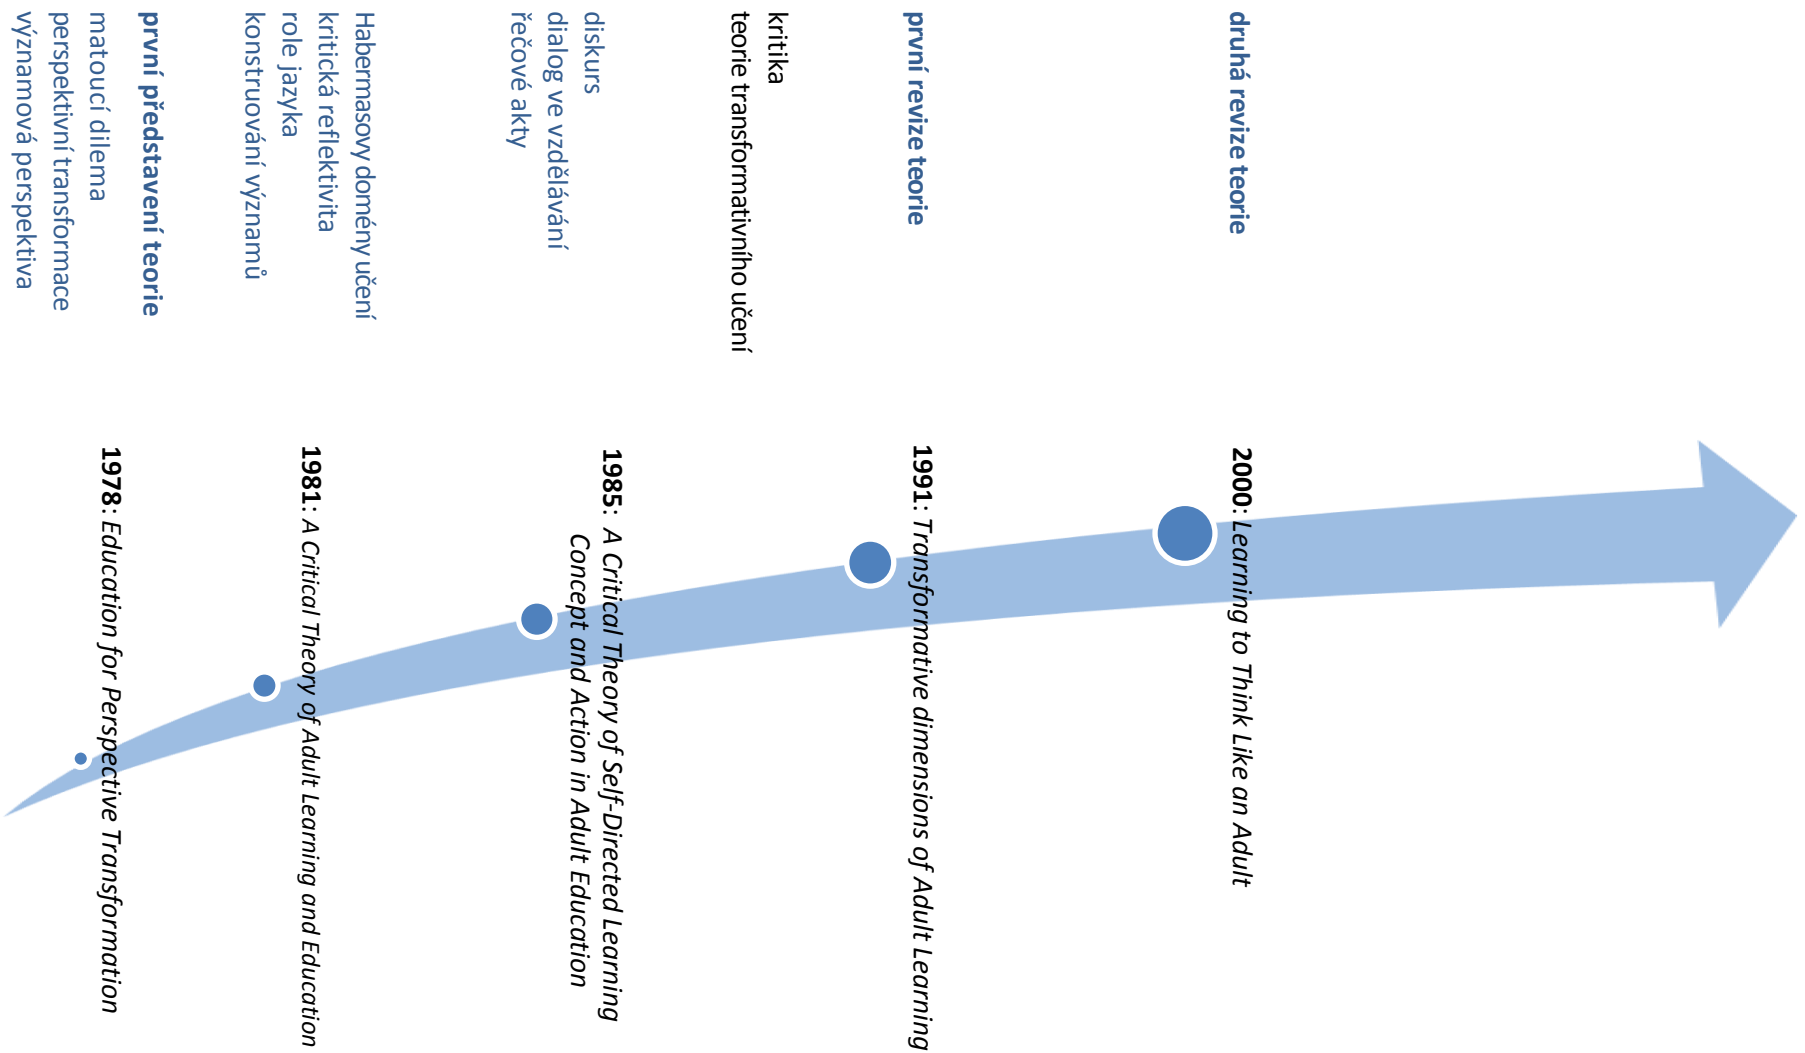 druhá revize teorie
první revize teorie
kritika
teorie transformativního učení
diskurs
dialog ve vzdělávání
řečové akty
Habermasovy domény učení
kritická reflektivita
role jazyka
konstruování významů
první představení teorie
matoucí dilema
perspektivní transformace
významová perspektiva
2000: Learning to Think Like an Adult
1991: Transformative dimensions of Adult Learning
1985: A Critical Theory of Self-Directed Learning
Concept and Action in Adult Education
1981: A Critical Theory of Adult Learning and Education
1978: Education for Perspective Transformation